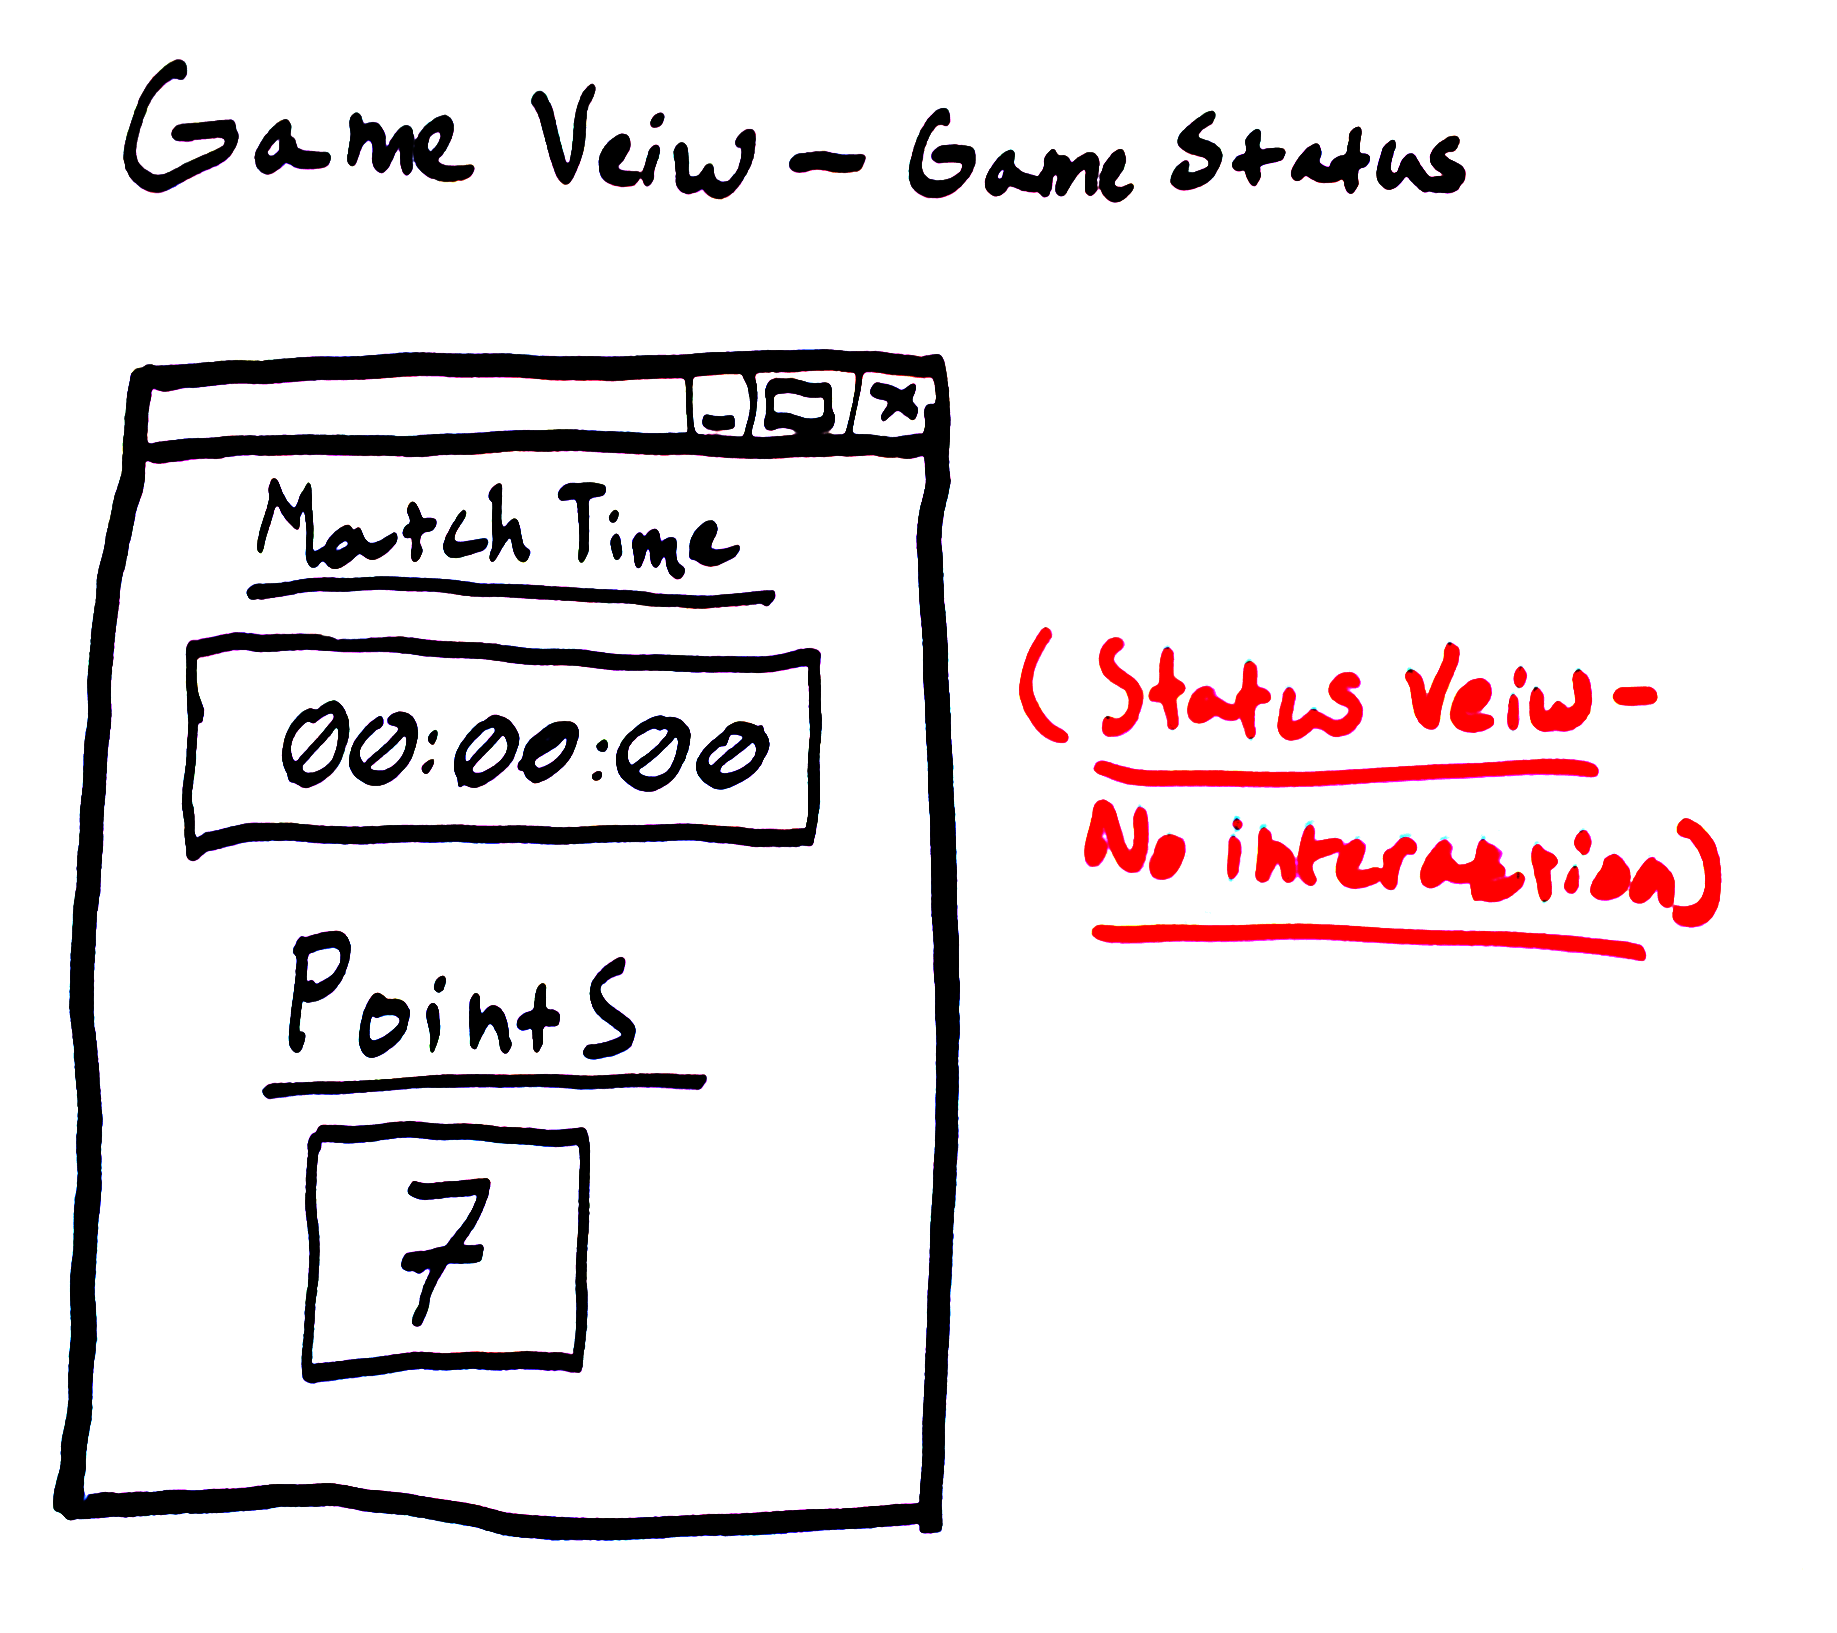 Game Veiw - Game Status
Match Time
00:00:00
Points
7
(Status Veiw -
No interaction)